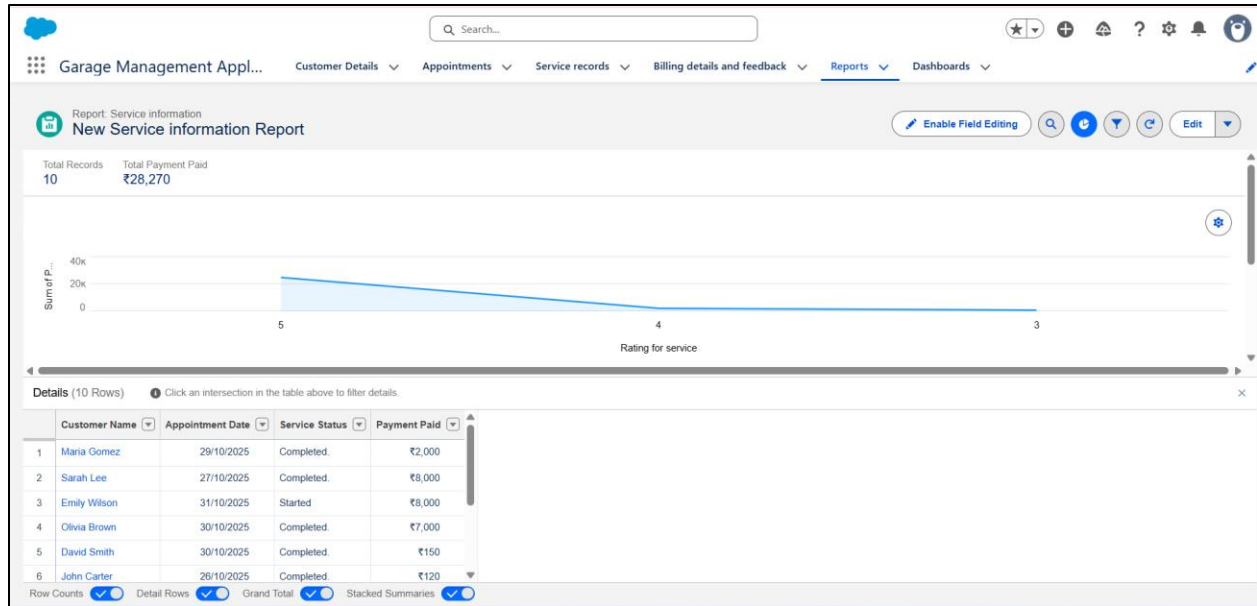 Search...
Garage Management Appl... Customer Details Appointments Service records Billing details and feedback Reports Dashboards
Report: Service information
New Service information Report
Enable Field Editing Edit
Total Records Total Payment Paid
10 ₹28,270
Sum of P...
40K
20K
0
5 4 3
Rating for service
Details (10 Rows) Click an intersection in the table above to filter details.
Customer Name Appointment Date Service Status Payment Paid
1 Maria Gomez 29/10/2025 Completed. ₹2,000
2 Sarah Lee 27/10/2025 Completed. ₹8,000
3 Emily Wilson 31/10/2025 Started ₹8,000
4 Olivia Brown 30/10/2025 Completed. ₹7,000
5 David Smith 30/10/2025 Completed. ₹150
6 John Carter 26/10/2025 Completed. ₹120
Row Counts Detail Rows Grand Total Stacked Summaries